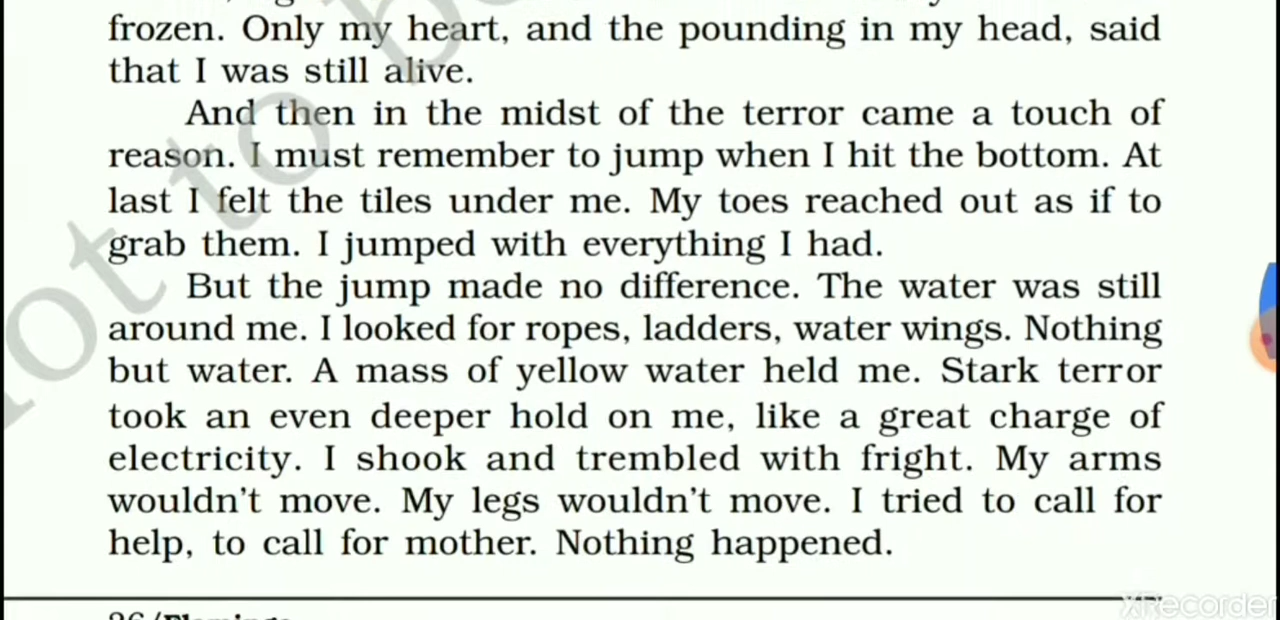 frozen. Only my heart, and the pounding in my head, said
that I was still alive.
And then in the midst of the terror came a touch of
reason. I must remember to jump when I hit the bottom. At
last I felt the tiles under me. My toes reached out as if to
grab them. I jumped with everything I had.
But the jump made no difference. The water was still
around me. I looked for ropes, ladders, water wings. Nothing
but water. A mass of yellow water held me. Stark terror
took an even deeper hold on me, like a great charge of
electricity. I shook and trembled with fright. My arms
wouldn't move. My legs wouldn't move. I tried to call for
help, to call for mother. Nothing happened.
not to b
XRecorder